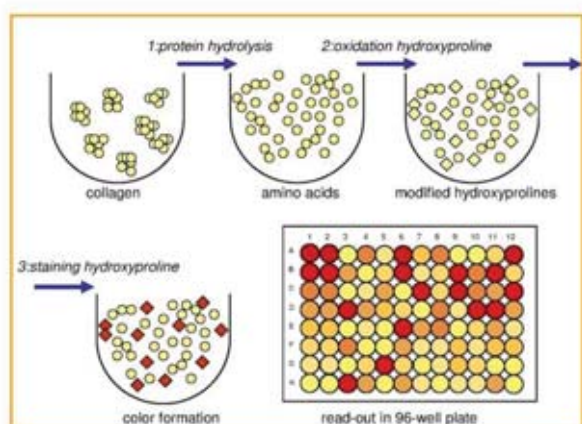 1:protein hydrolysis
2:oxidation hydroxyproline
collagen
amino acids
modified hydroxyprolines
3:staining hydroxyproline
1 2 3 4 5 6 7 8 9 10 11 12
A
B
C
D
E
F
G
H
color formation
read-out in 96-well plate